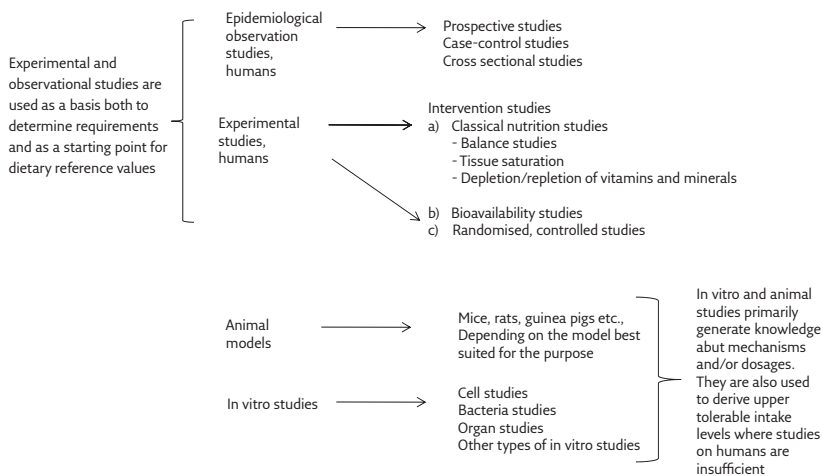 Experimental and
observational studies are
used as a basis both to
determine requirements
and as a starting point for
dietary reference values
Epidemiological
observation
studies,
humans
Prospective studies
Case-control studies
Cross sectional studies
Experimental
studies,
humans
Intervention studies
a) Classical nutrition studies
- Balance studies
- Tissue saturation
- Depletion/repletion of vitamins and minerals
b) Bioavailability studies
c) Randomised, controlled studies
Animal
models
Mice, rats, guinea pigs etc.,
Depending on the model best
suited for the purpose
In vitro studies
Cell studies
Bacteria studies
Organ studies
Other types of in vitro studies
In vitro and animal
studies primarily
generate knowledge
abut mechanisms
and/or dosages.
They are also used
to derive upper
tolerable intake
levels where studies
on humans are
insufficient